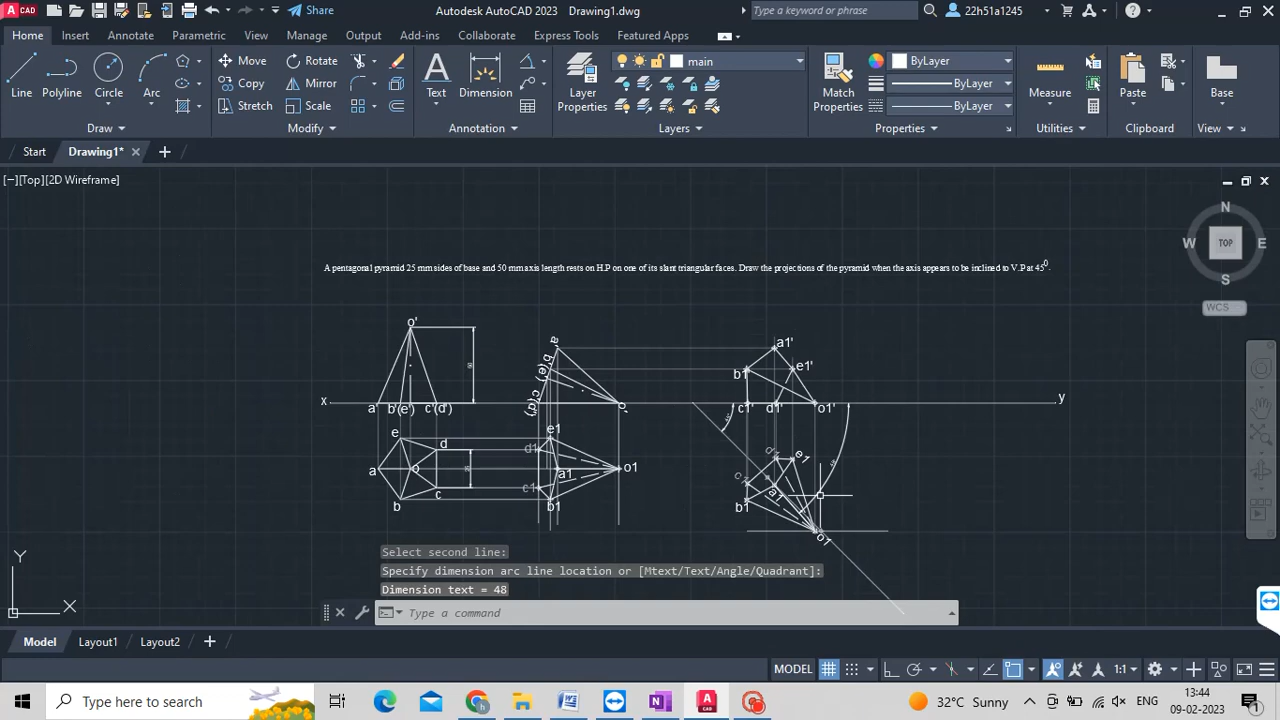 Share
Autodesk AutoCAD 2023 Drawing1.dwg
Type a keyword or phrase
22h51a1245
Home Insert Annotate Parametric View Manage Output Add-ins Collaborate Express Tools Featured Apps
Line Polyline Circle Arc
Move Rotate
Copy Mirror
Stretch Scale
Text Dimension
Layer Properties
main
Match Properties
ByLayer
ByLayer
ByLayer
Measure
Paste
Base
Draw Modify Annotation Layers Properties Utilities Clipboard View
Start Drawing1*
[−][Top][2D Wireframe]
N
W TOP E
S
WCS
A pentagonal pyramid 25 mm sides of base and 50 mm axis length rests on H.P on one of its slant triangular faces. Draw the projections of the pyramid when the axis appears to be inclined to V.P at 45⁰.
o'
a' b'(e') c'(d')
a' b'(e') c'(d')
o'
a1'
b1' e1'
c1' d1' o1'
x y
e d
a o
b c
e1
d1
a1 o1
c1
b1
e1
a1
b1
o1
Y
X
Select second line:
Specify dimension arc line location or [Mtext/Text/Angle/Quadrant]:
Dimension text = 48
Type a command
Model Layout1 Layout2
MODEL
1:1
Type here to search
32°C Sunny
ENG
13:44
09-02-2023